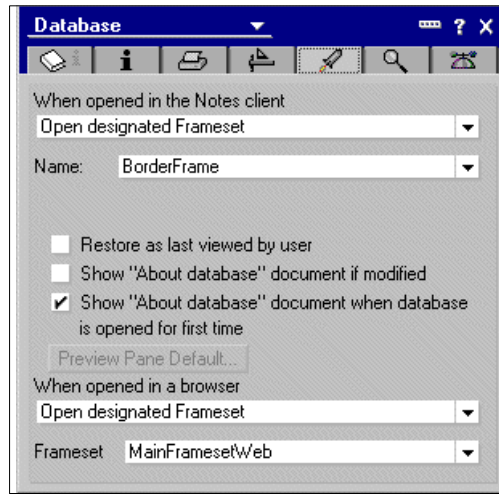 Database
? X
i i
When opened in the Notes client
Open designated Frameset
Name: BorderFrame
Restore as last viewed by user
Show "About database" document if modified
Show "About database" document when database
is opened for first time
Preview Pane Default...
When opened in a browser
Open designated Frameset
Frameset MainFramesetWeb